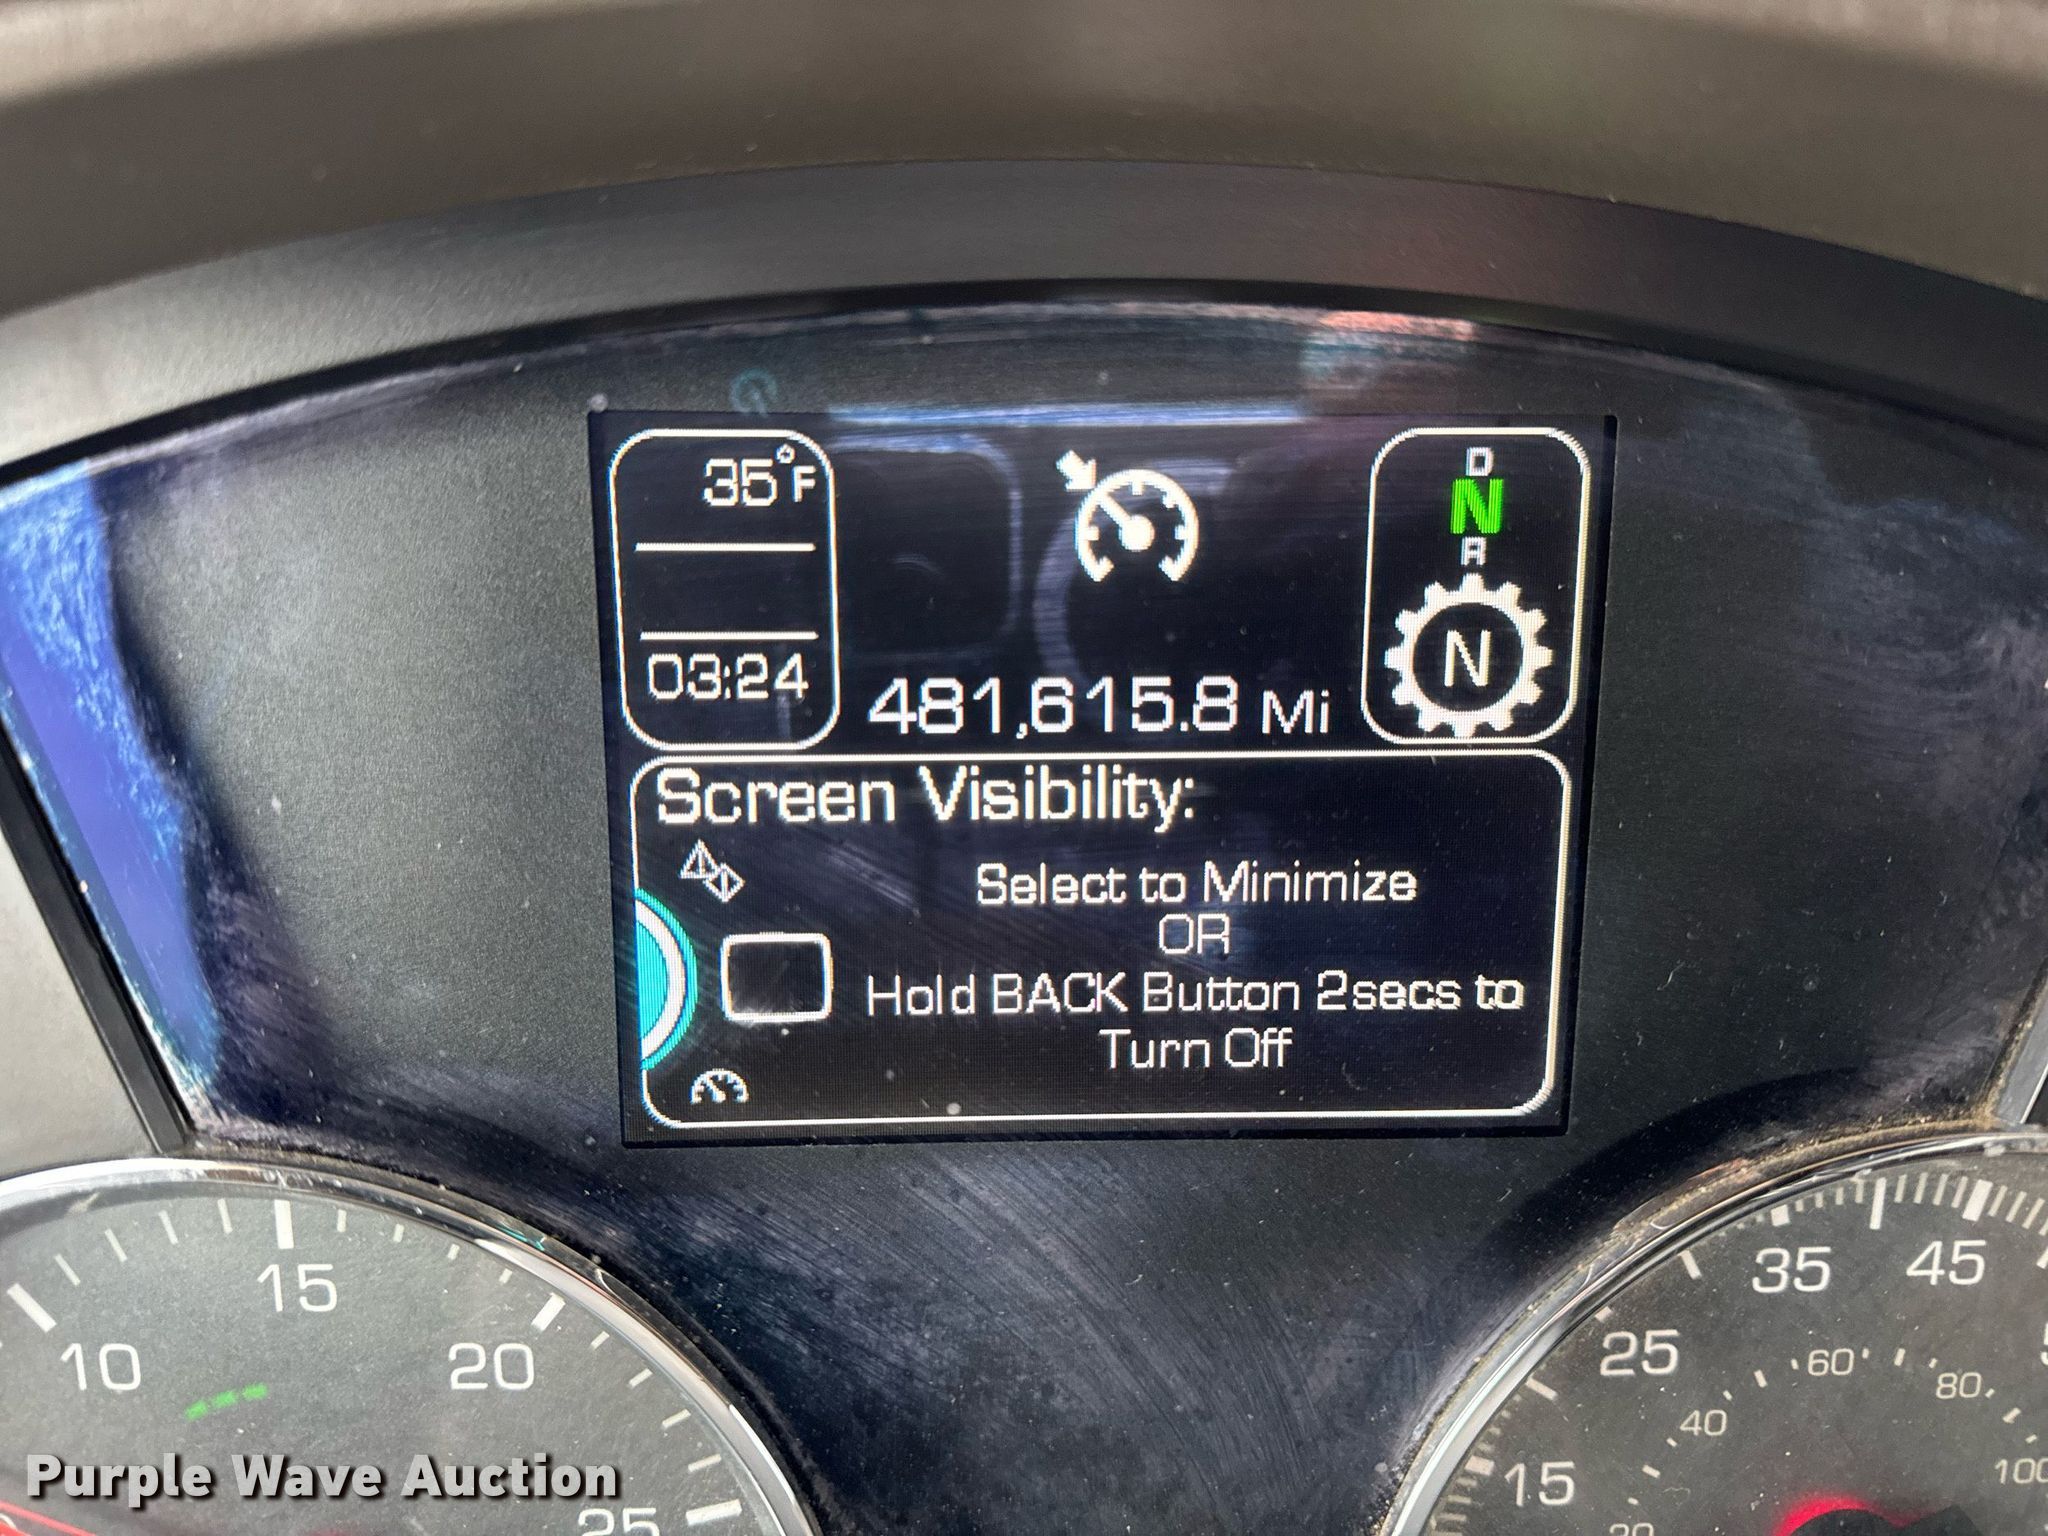 35°F
D
N
R
N
03:24
481,615.8 Mi
Screen Visibility:
Select to Minimize
OR
Hold BACK Button 2secs to
Turn Off
10
15
20
25
15
25
35
45
40
60
80
100
Purple Wave Auction